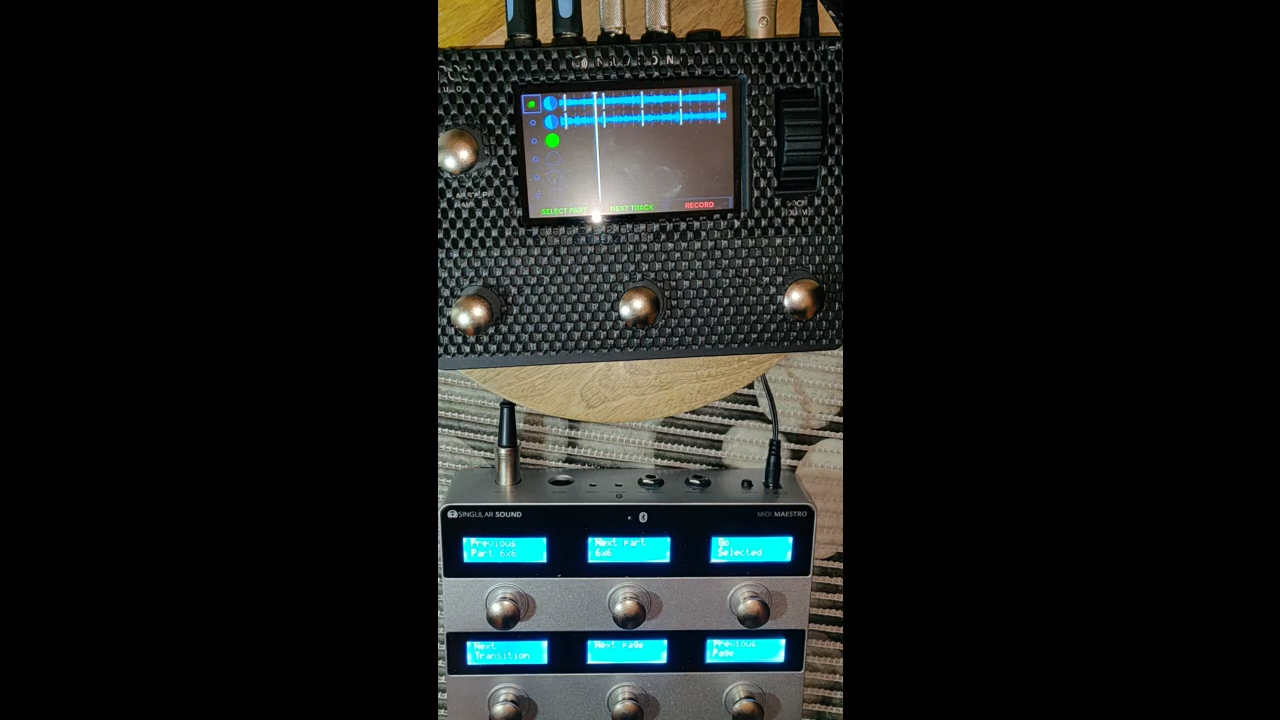 SELECT PART
NEXT TRACK
RECORD
SINGULAR SOUND
MIDI MAESTRO
Previous
Part 6x6
Next part
6x6
Go
Selected
Next
Transition
Next page
Previous
Page